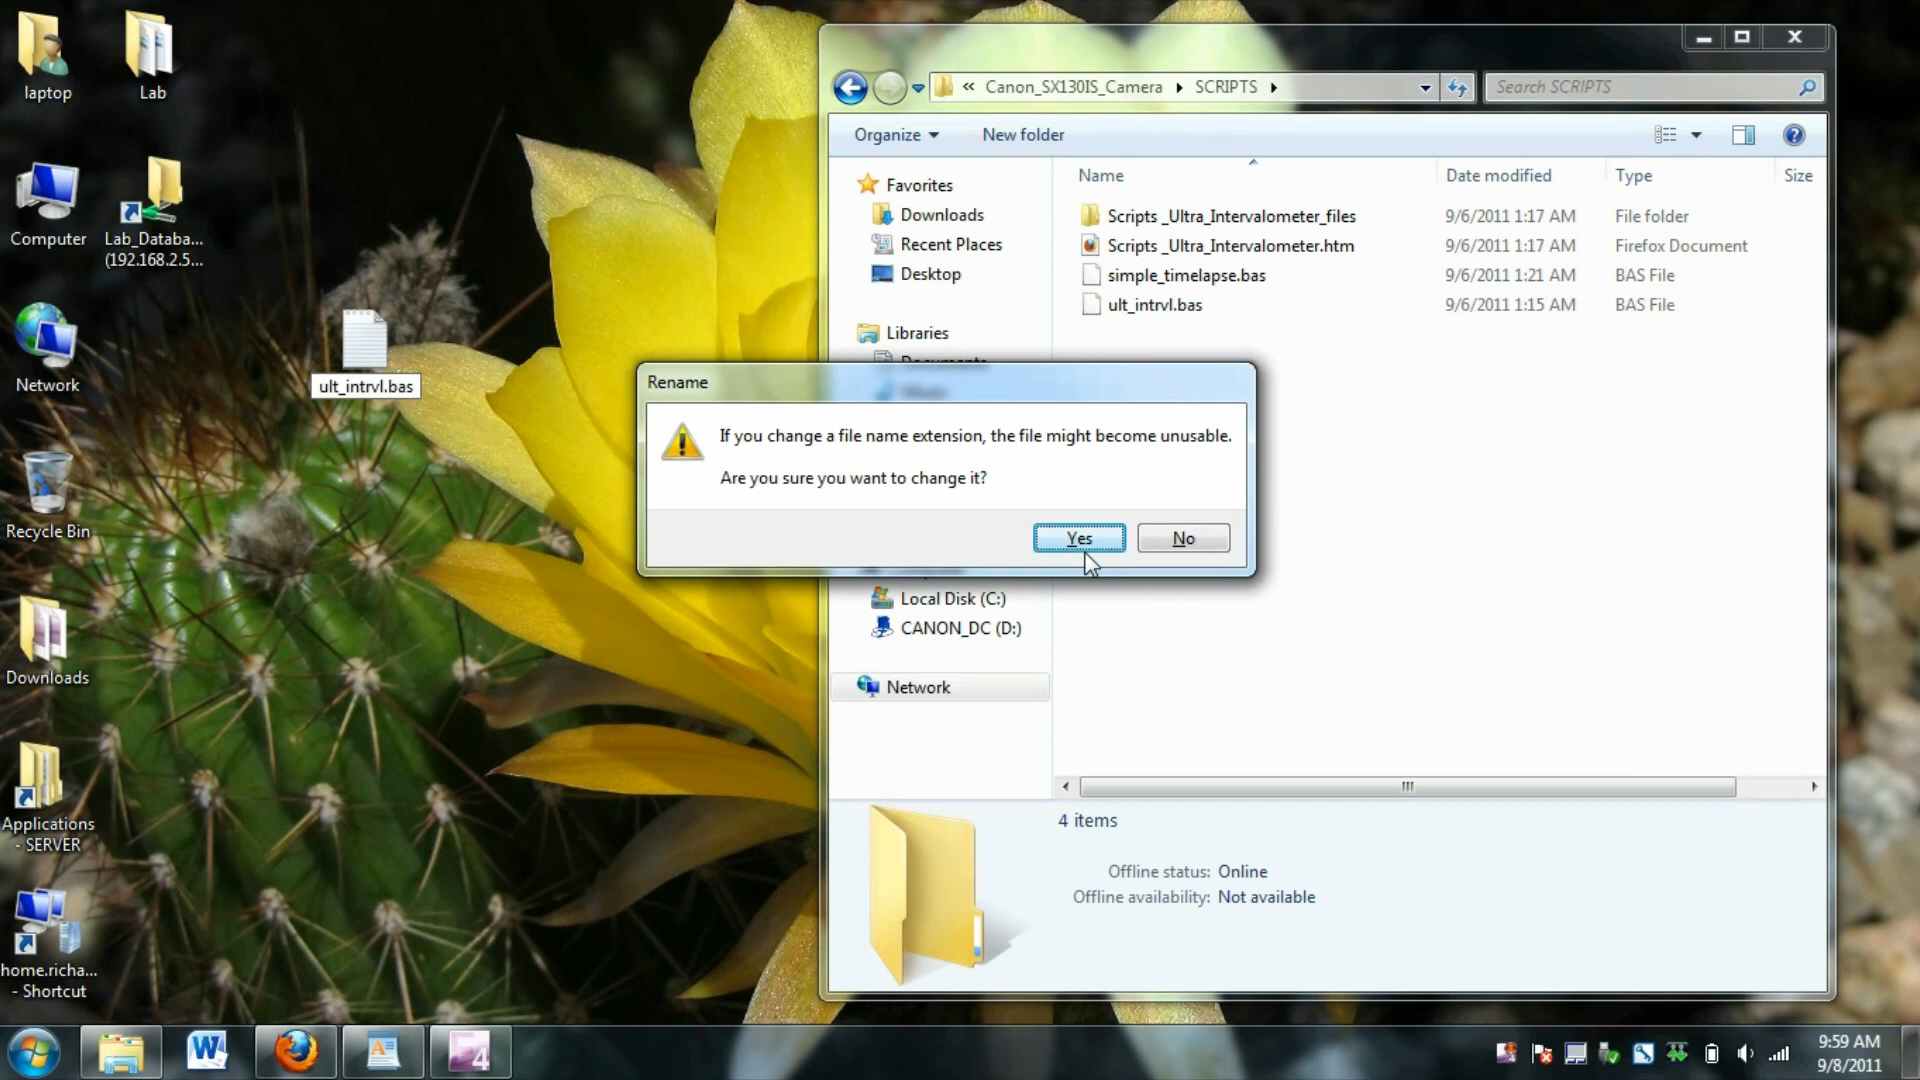 laptop
Lab
Computer
Lab_Databa...
(192.168.2.5...
Network
ult_intrvl.bas
Recycle Bin
Downloads
Applications
- SERVER
home.richa...
- Shortcut
« Canon_SX130IS_Camera ▸ SCRIPTS ▸
Search SCRIPTS
Organize
New folder
Name Date modified Type Size
Scripts _Ultra_Intervalometer_files 9/6/2011 1:17 AM File folder
Scripts _Ultra_Intervalometer.htm 9/6/2011 1:17 AM Firefox Document
simple_timelapse.bas 9/6/2011 1:21 AM BAS File
ult_intrvl.bas 9/6/2011 1:15 AM BAS File
Favorites
Downloads
Recent Places
Desktop
Libraries
Rename
If you change a file name extension, the file might become unusable.
Are you sure you want to change it?
Yes
No
Local Disk (C:)
CANON_DC (D:)
Network
4 items
Offline status: Online
Offline availability: Not available
9:59 AM
9/8/2011